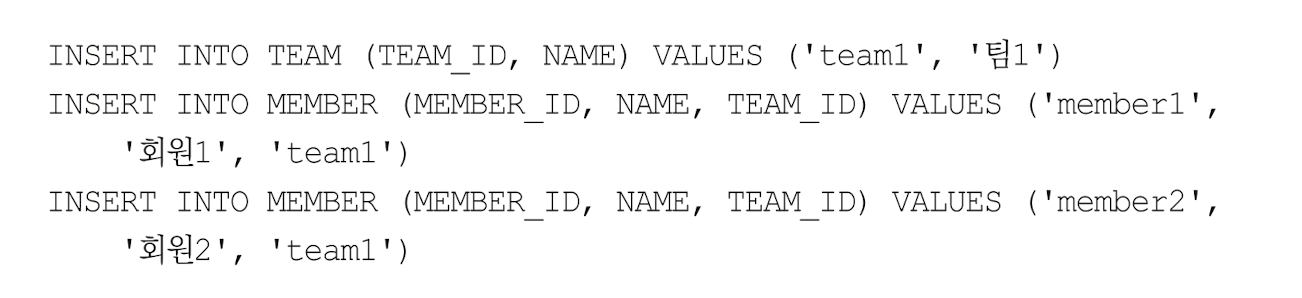 INSERT INTO TEAM (TEAM_ID, NAME) VALUES ('team1', '팀1')
INSERT INTO MEMBER (MEMBER_ID, NAME, TEAM_ID) VALUES ('member1',
'회원1', 'team1')
INSERT INTO MEMBER (MEMBER_ID, NAME, TEAM_ID) VALUES ('member2',
'회원2', 'team1')